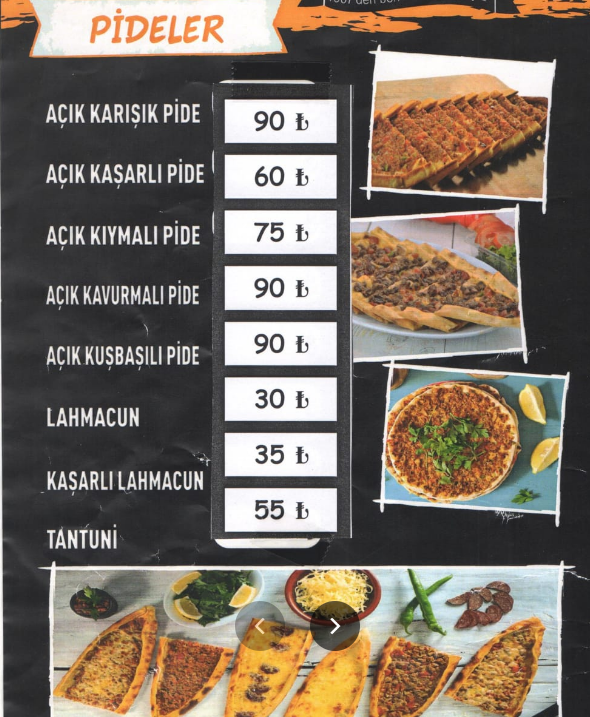 PİDELER
AÇIK KARIŞIK PİDE 90 ₺
AÇIK KAŞARLI PİDE 60 ₺
AÇIK KIYMALI PİDE 75 ₺
AÇIK KAVURMALI PİDE 90 ₺
AÇIK KUŞBAŞILI PİDE 90 ₺
LAHMACUN 30 ₺
KAŞARLI LAHMACUN 35 ₺
TANTUNİ 55 ₺